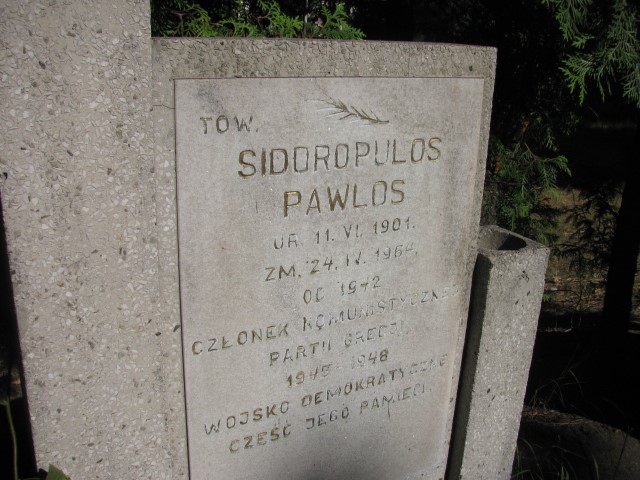 TOW.
SIDOROPULOS
PAWLOS
UR. 11. VI. 1901.
ZM. 24. IV. 1964.
OD 1942
CZŁONEK KOMUNISTYCZNEJ
PARTII GRECJI.
1945-1948
WOJSKO DEMOKRATYCZNE
CZEŚĆ JEGO PAMIĘCI.